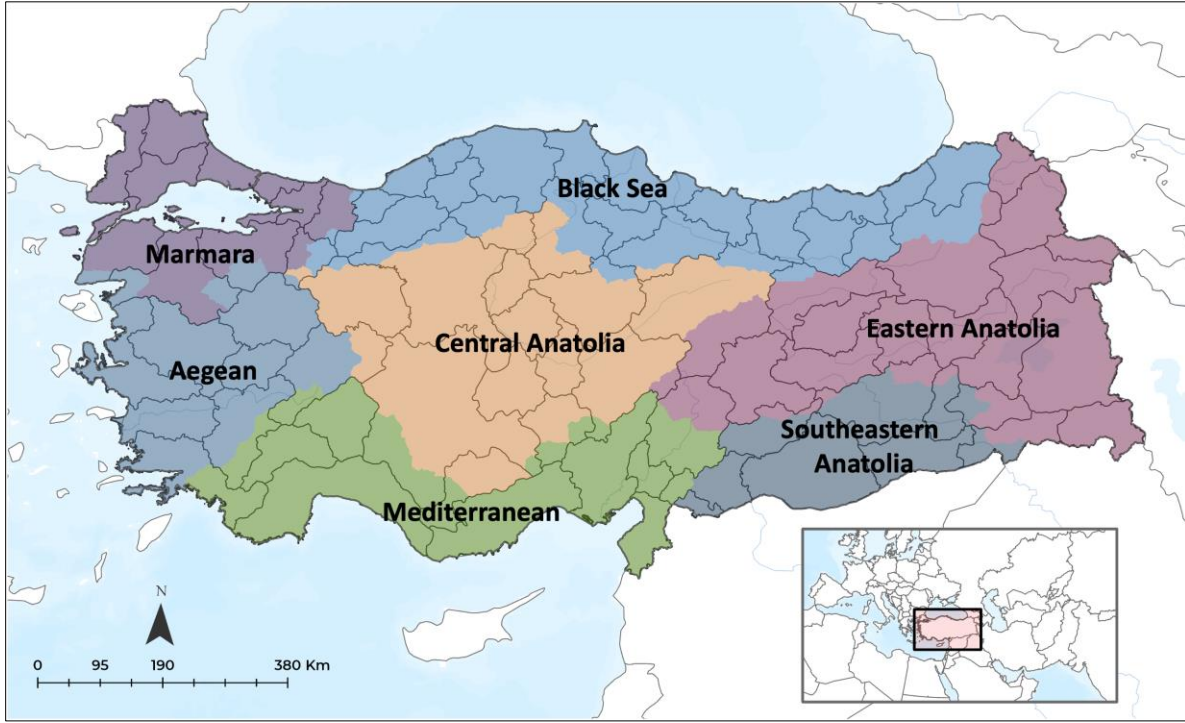 Black Sea
Marmara
Eastern Anatolia
Central Anatolia
Aegean
Southeastern
Anatolia
Mediterranean
N
0 95 190 380 Km